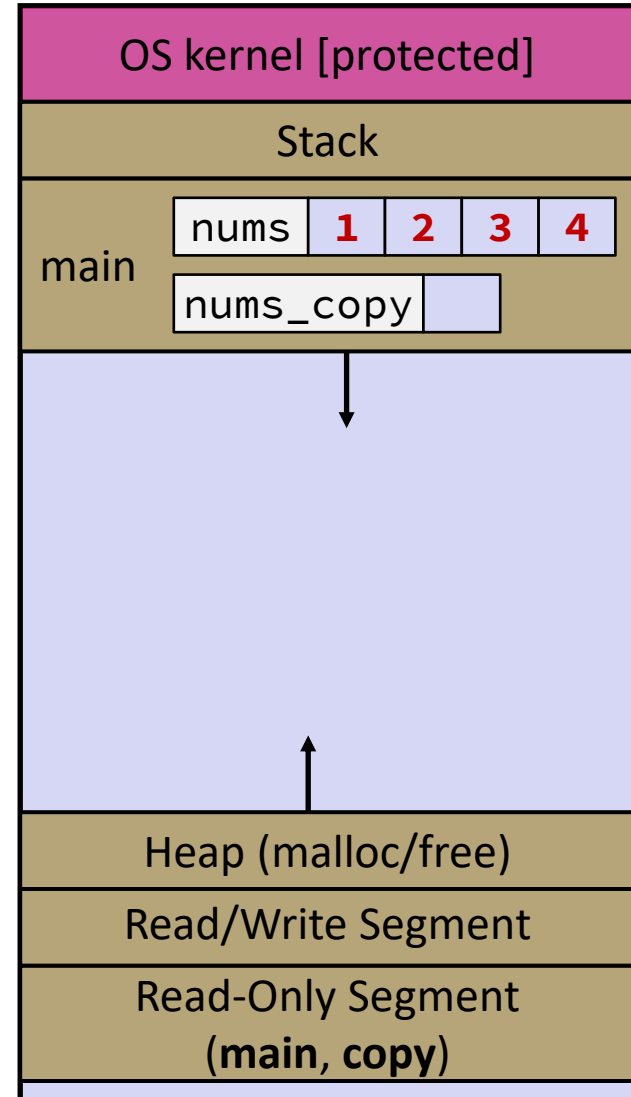 OS kernel [protected]
Stack
nums 1 2 3 4
main
nums_copy
Heap (malloc/free)
Read/Write Segment
Read-Only Segment
(main, copy)